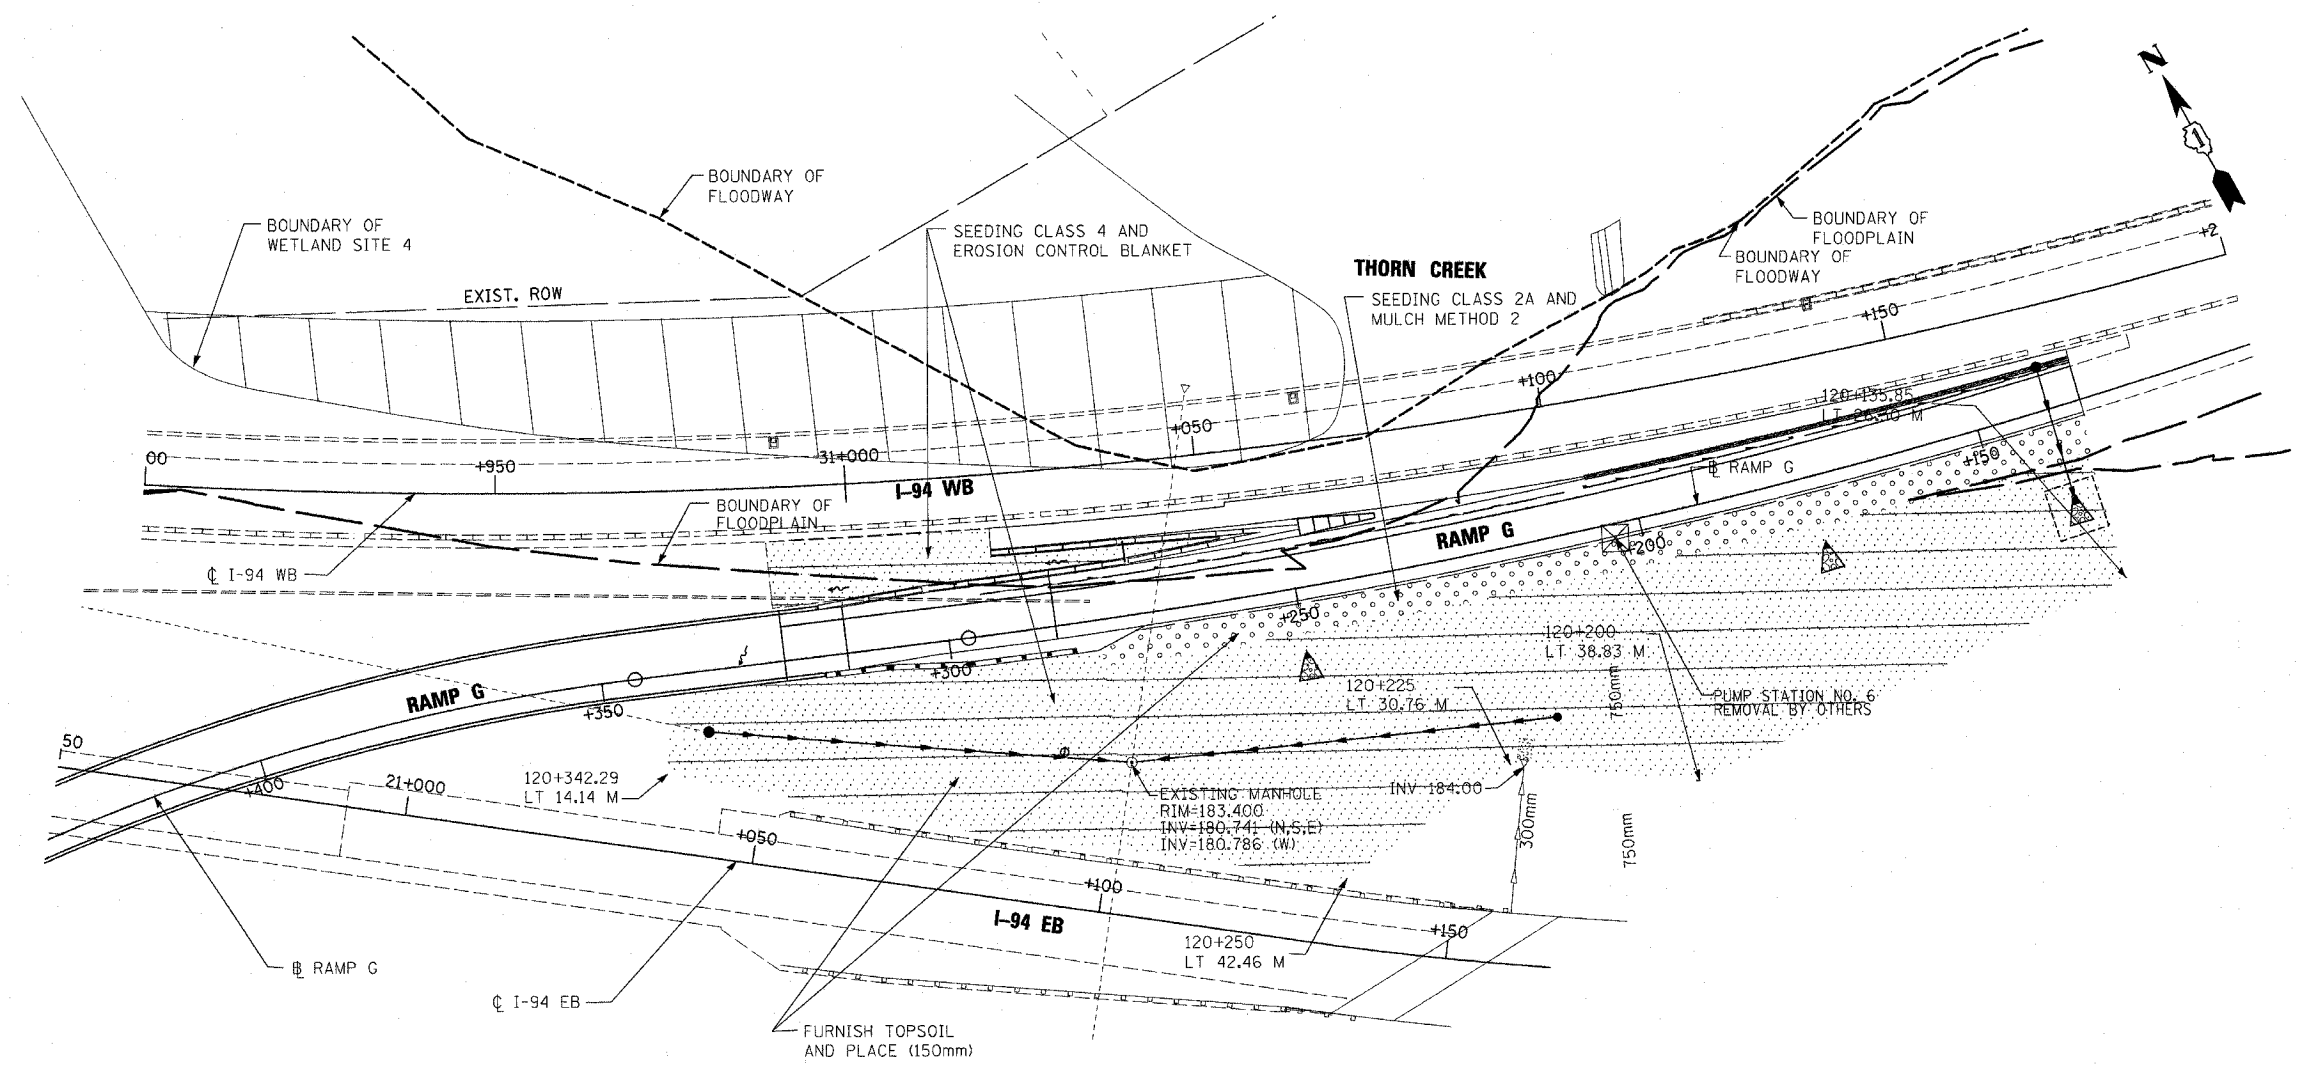 N
1
BOUNDARY OF
FLOODWAY
BOUNDARY OF
WETLAND SITE 4
SEEDING CLASS 4 AND
EROSION CONTROL BLANKET
BOUNDARY OF
FLOODPLAIN
BOUNDARY OF
FLOODWAY
+2
THORN CREEK
SEEDING CLASS 2A AND
MULCH METHOD 2
EXIST. ROW
+150
+100
120+135.85
LT 26.50 M
+050
00
+950
31+000
I-94 WB
BOUNDARY OF
FLOODPLAIN
℄ RAMP G
+150
RAMP G
+200
℄ I-94 WB
+250
120+200
LT 38.83 M
+300
RAMP G
+350
120+225
LT 30.76 M
750mm
PUMP STATION NO. 6
REMOVAL BY OTHERS
50
+400
21+000
120+342.29
LT 14.14 M
INV 184.00
EXISTING MANHOLE
RIM=183.400
INV=180.741 (N,S,E)
INV=180.786 (W)
300mm
750mm
+050
+100
I-94 EB
+150
120+250
LT 42.46 M
℄ RAMP G
℄ I-94 EB
FURNISH TOPSOIL
AND PLACE (150mm)